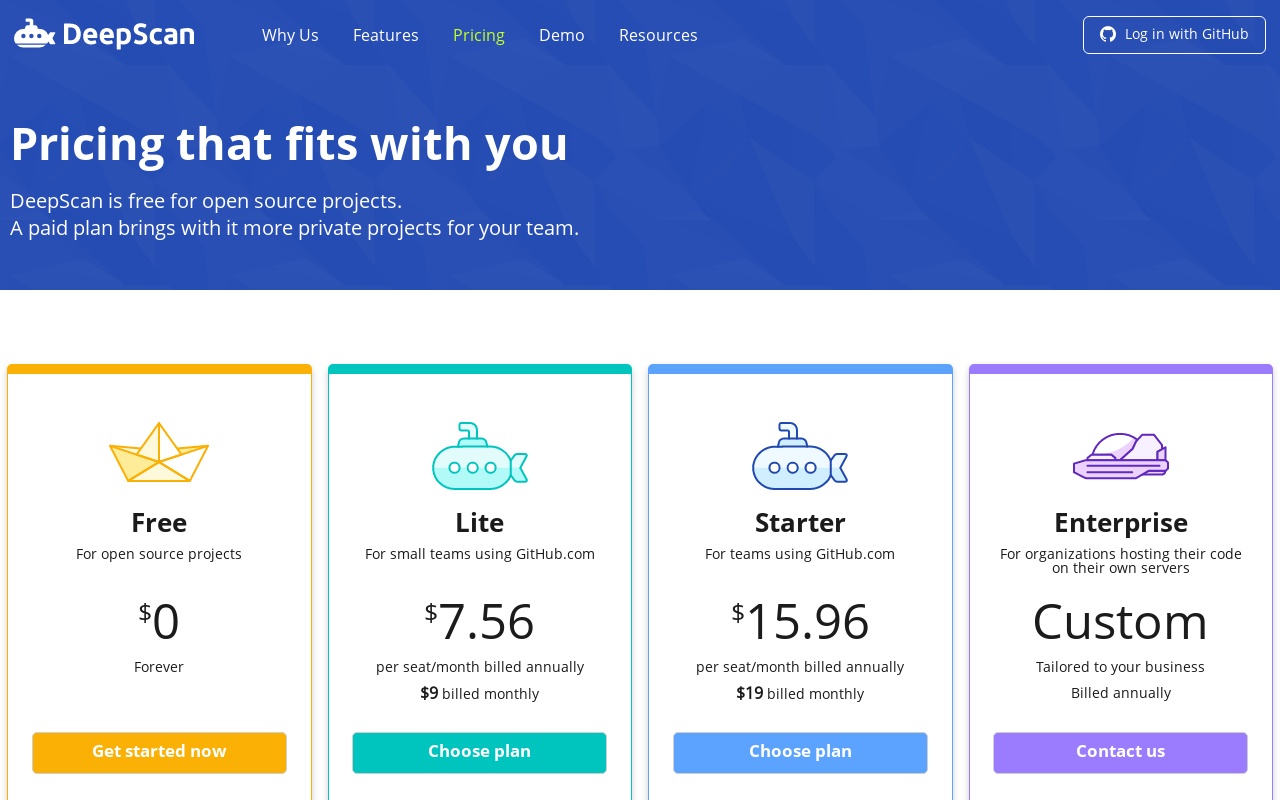 DeepScan
Why Us
Features
Pricing
Demo
Resources
Log in with GitHub
Pricing that fits with you
DeepScan is free for open source projects.
A paid plan brings with it more private projects for your team.
Free
For open source projects
$0
Forever
Get started now
Lite
For small teams using GitHub.com
$7.56
per seat/month billed annually
$9 billed monthly
Choose plan
Starter
For teams using GitHub.com
$15.96
per seat/month billed annually
$19 billed monthly
Choose plan
Enterprise
For organizations hosting their code
on their own servers
Custom
Tailored to your business
Billed annually
Contact us